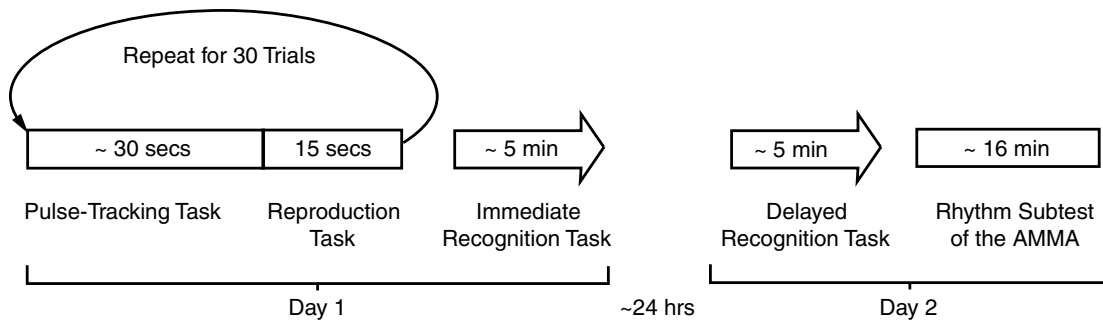 Repeat for 30 Trials
~ 30 secs
15 secs
~ 5 min
~ 5 min
~ 16 min
Pulse-Tracking Task
Reproduction
Task
Immediate
Recognition Task
Delayed
Recognition Task
Rhythm Subtest
of the AMMA
Day 1
~24 hrs
Day 2